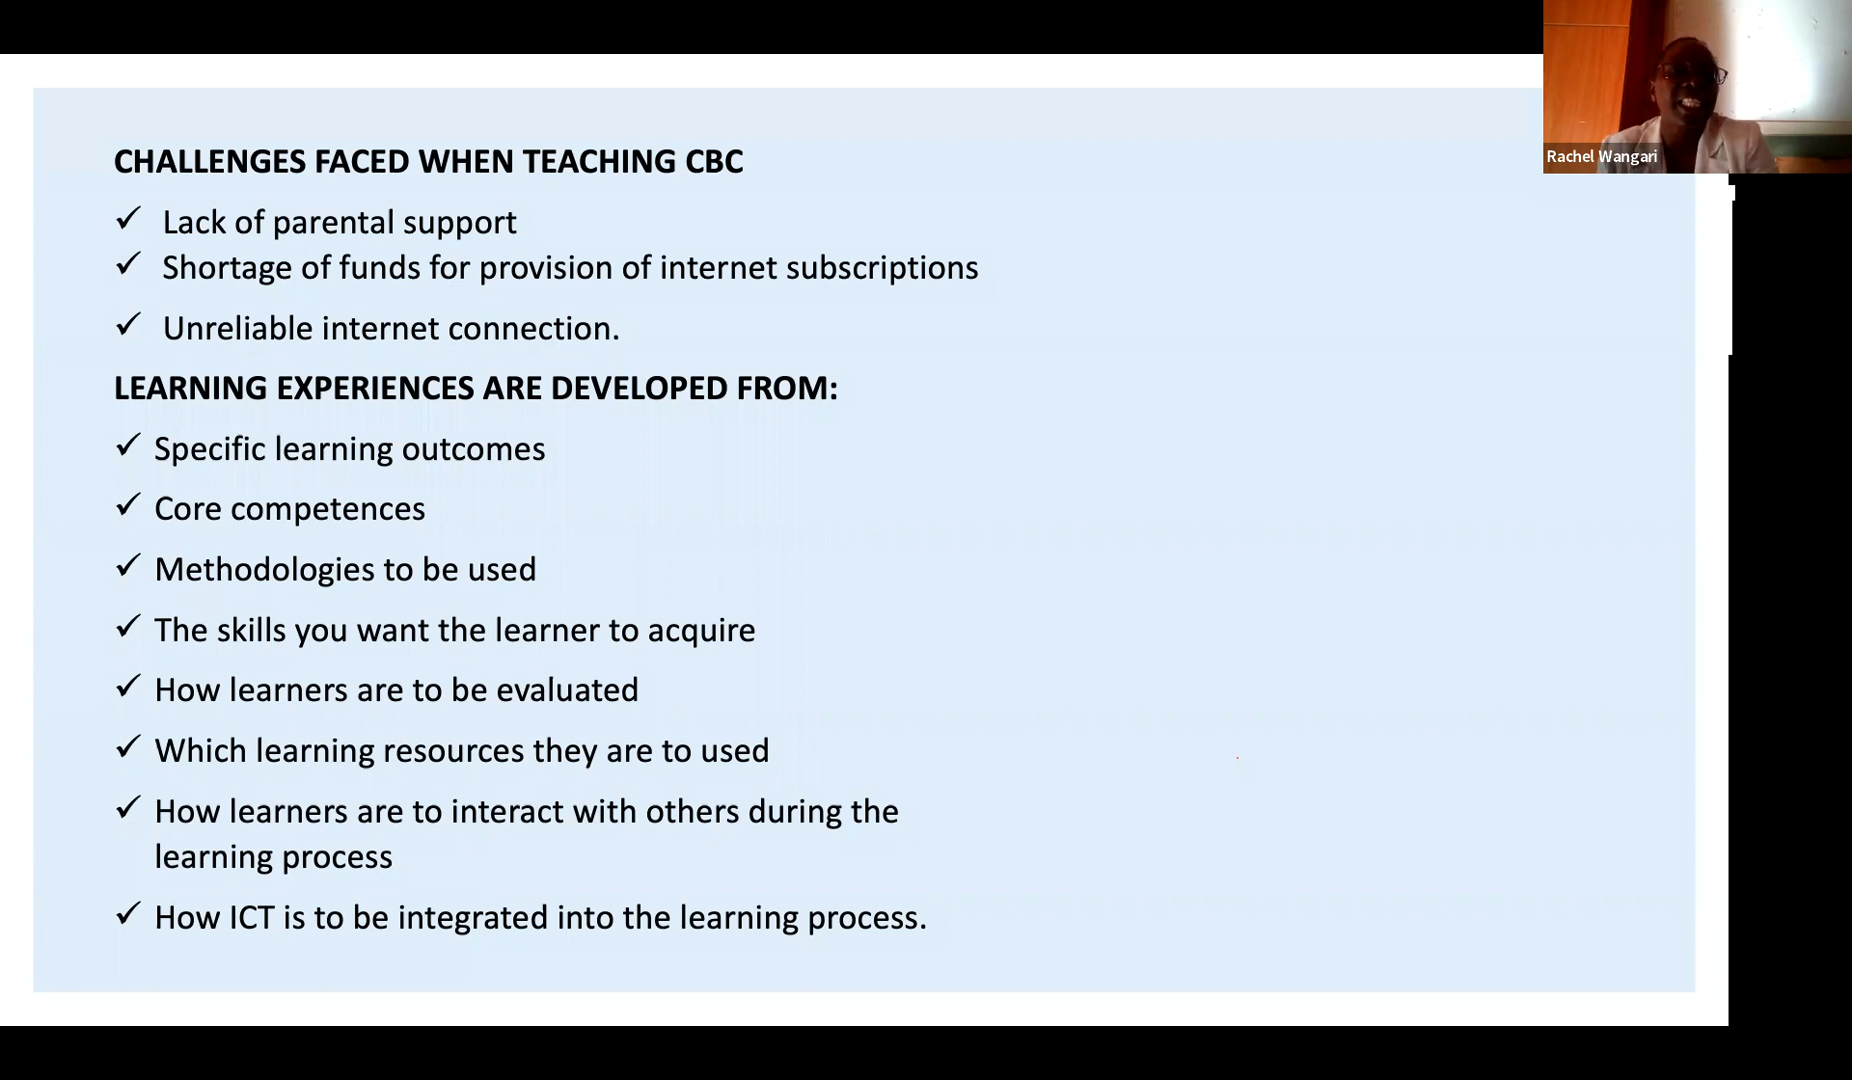 CHALLENGES FACED WHEN TEACHING CBC
✓ Lack of parental support
✓ Shortage of funds for provision of internet subscriptions
✓ Unreliable internet connection.
LEARNING EXPERIENCES ARE DEVELOPED FROM:
✓ Specific learning outcomes
✓ Core competences
✓ Methodologies to be used
✓ The skills you want the learner to acquire
✓ How learners are to be evaluated
✓ Which learning resources they are to used
✓ How learners are to interact with others during the
learning process
✓ How ICT is to be integrated into the learning process.
Rachel Wangari